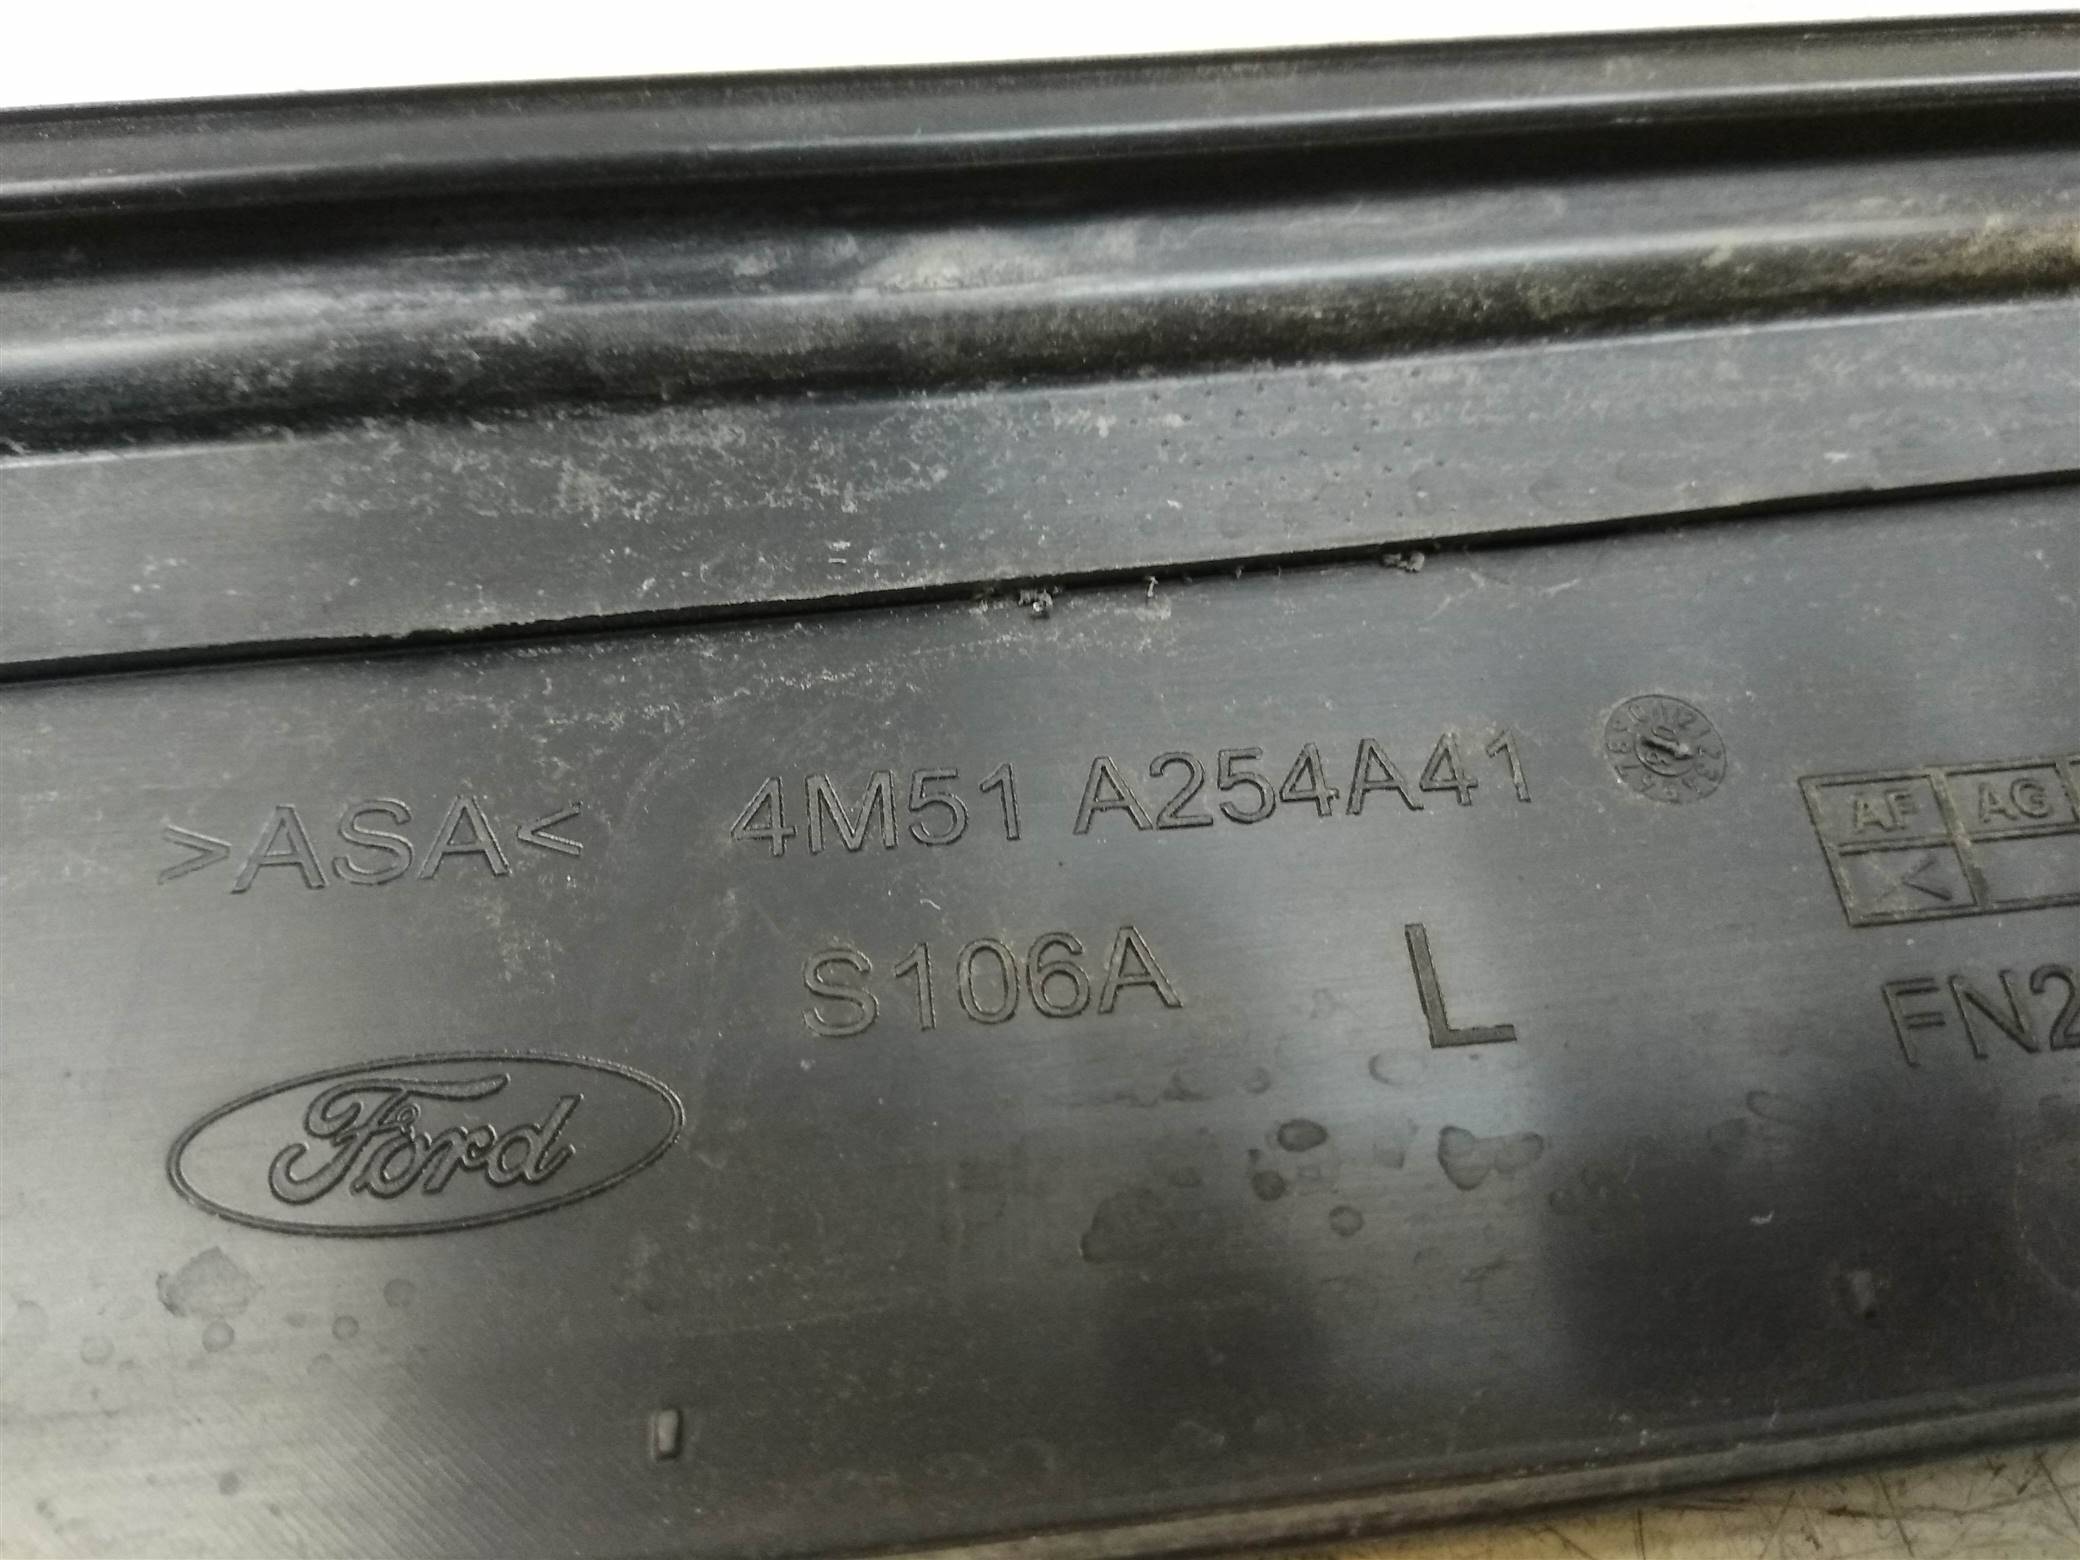 >ASA< 4M51 A254A41
AF AG
S106A L FN2
Ford